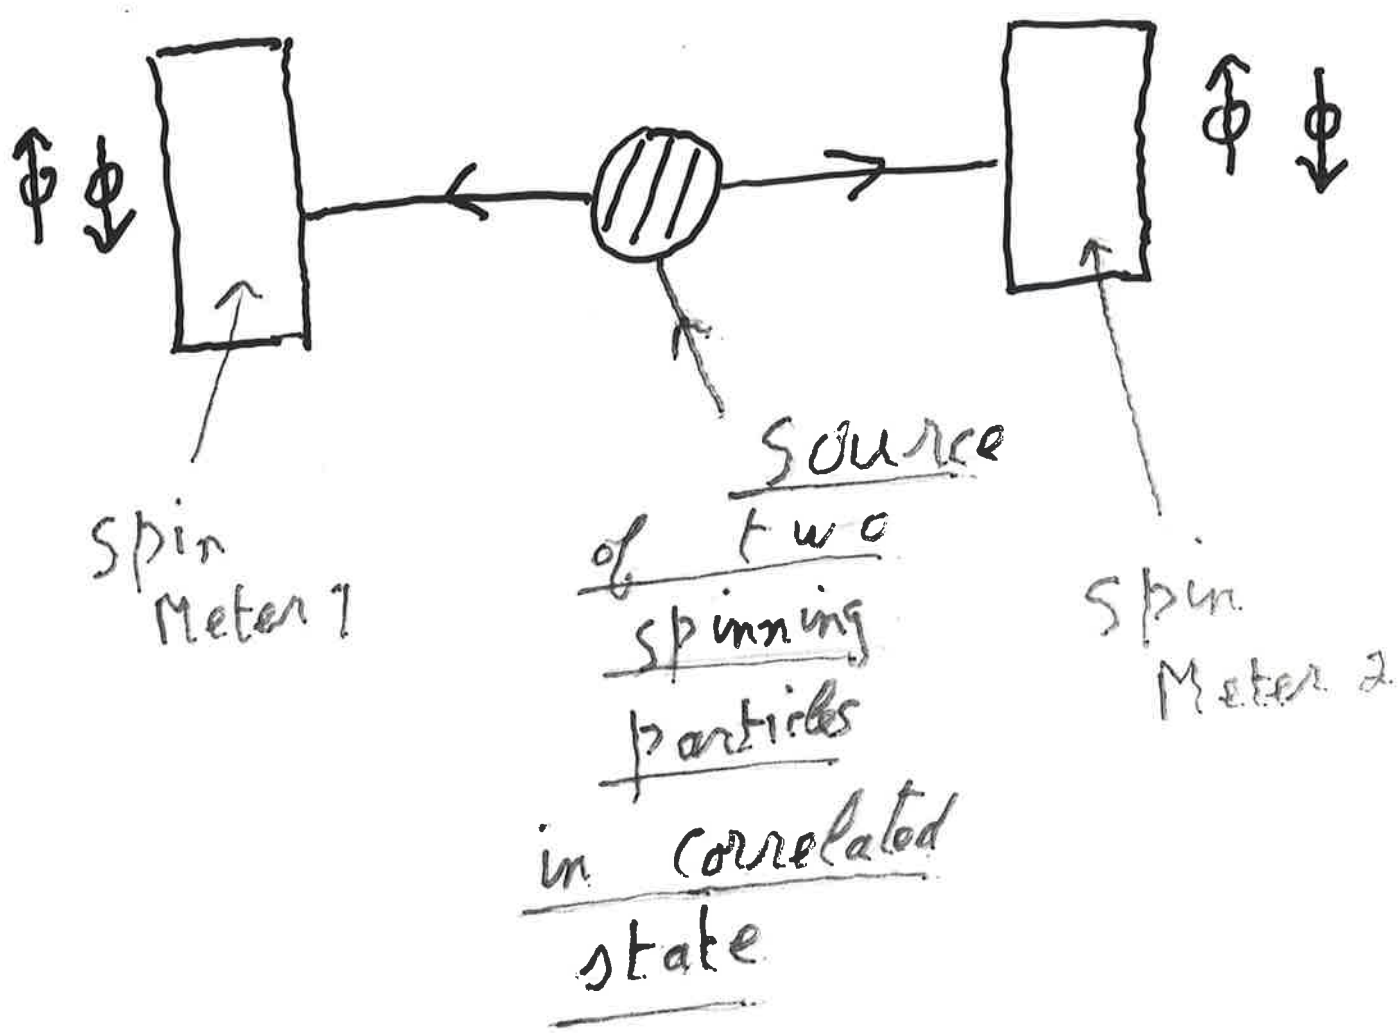 source
of two
spinning
particles
in correlated
state
spin
Meter 1
spin
Meter 2